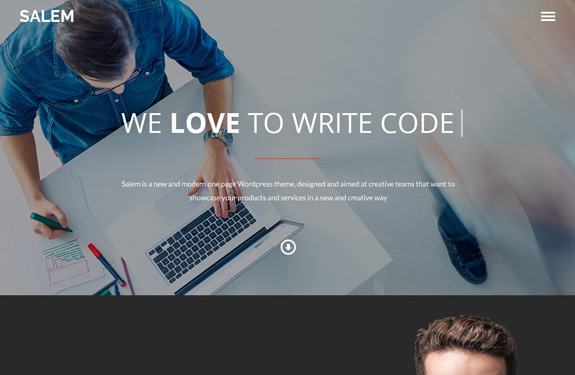 SALEM
WE LOVE TO WRITE CODE
Salem is a new and modern one page Wordpress theme, designed and aimed at creative teams that want to
showcase your products and services in a new and creative way